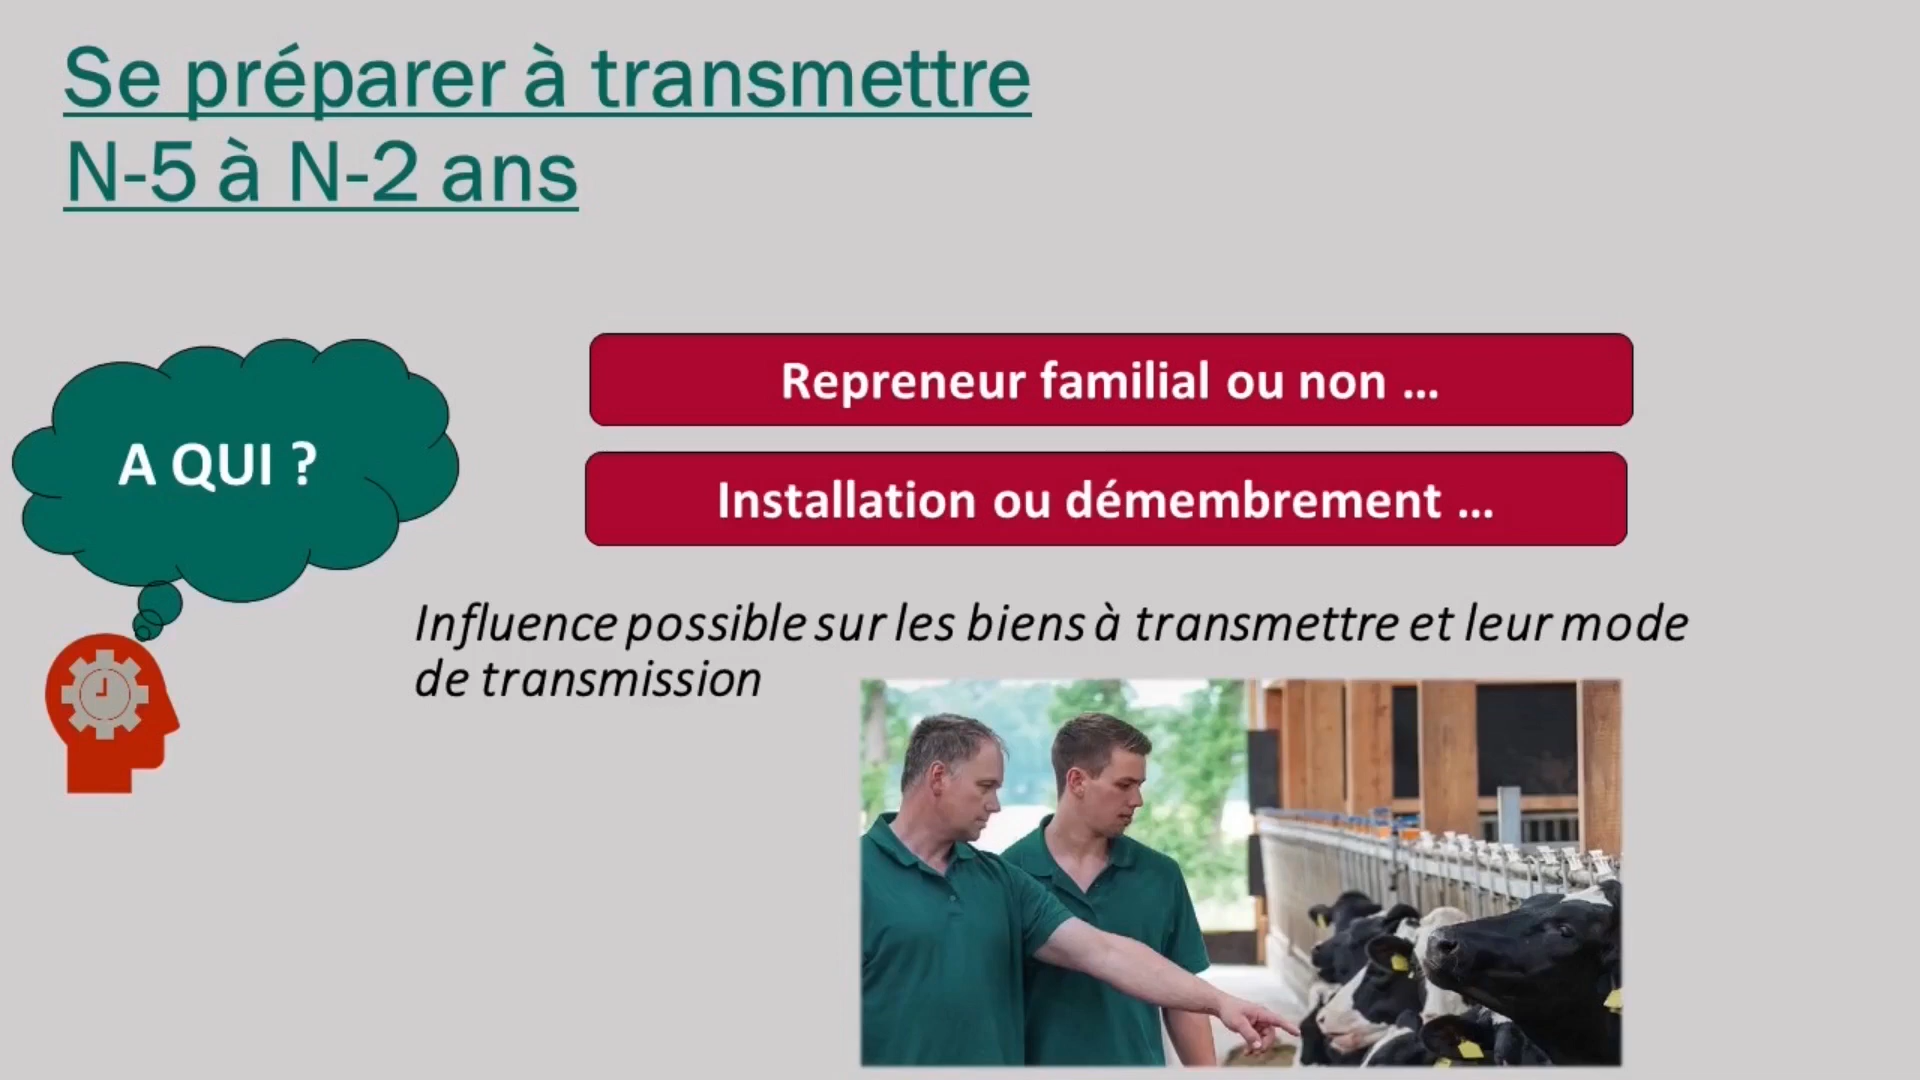 Se préparer à transmettre
N-5 à N-2 ans
A QUI ?
Repreneur familial ou non ...
Installation ou démembrement ...
Influence possible sur les biens à transmettre et leur mode
de transmission